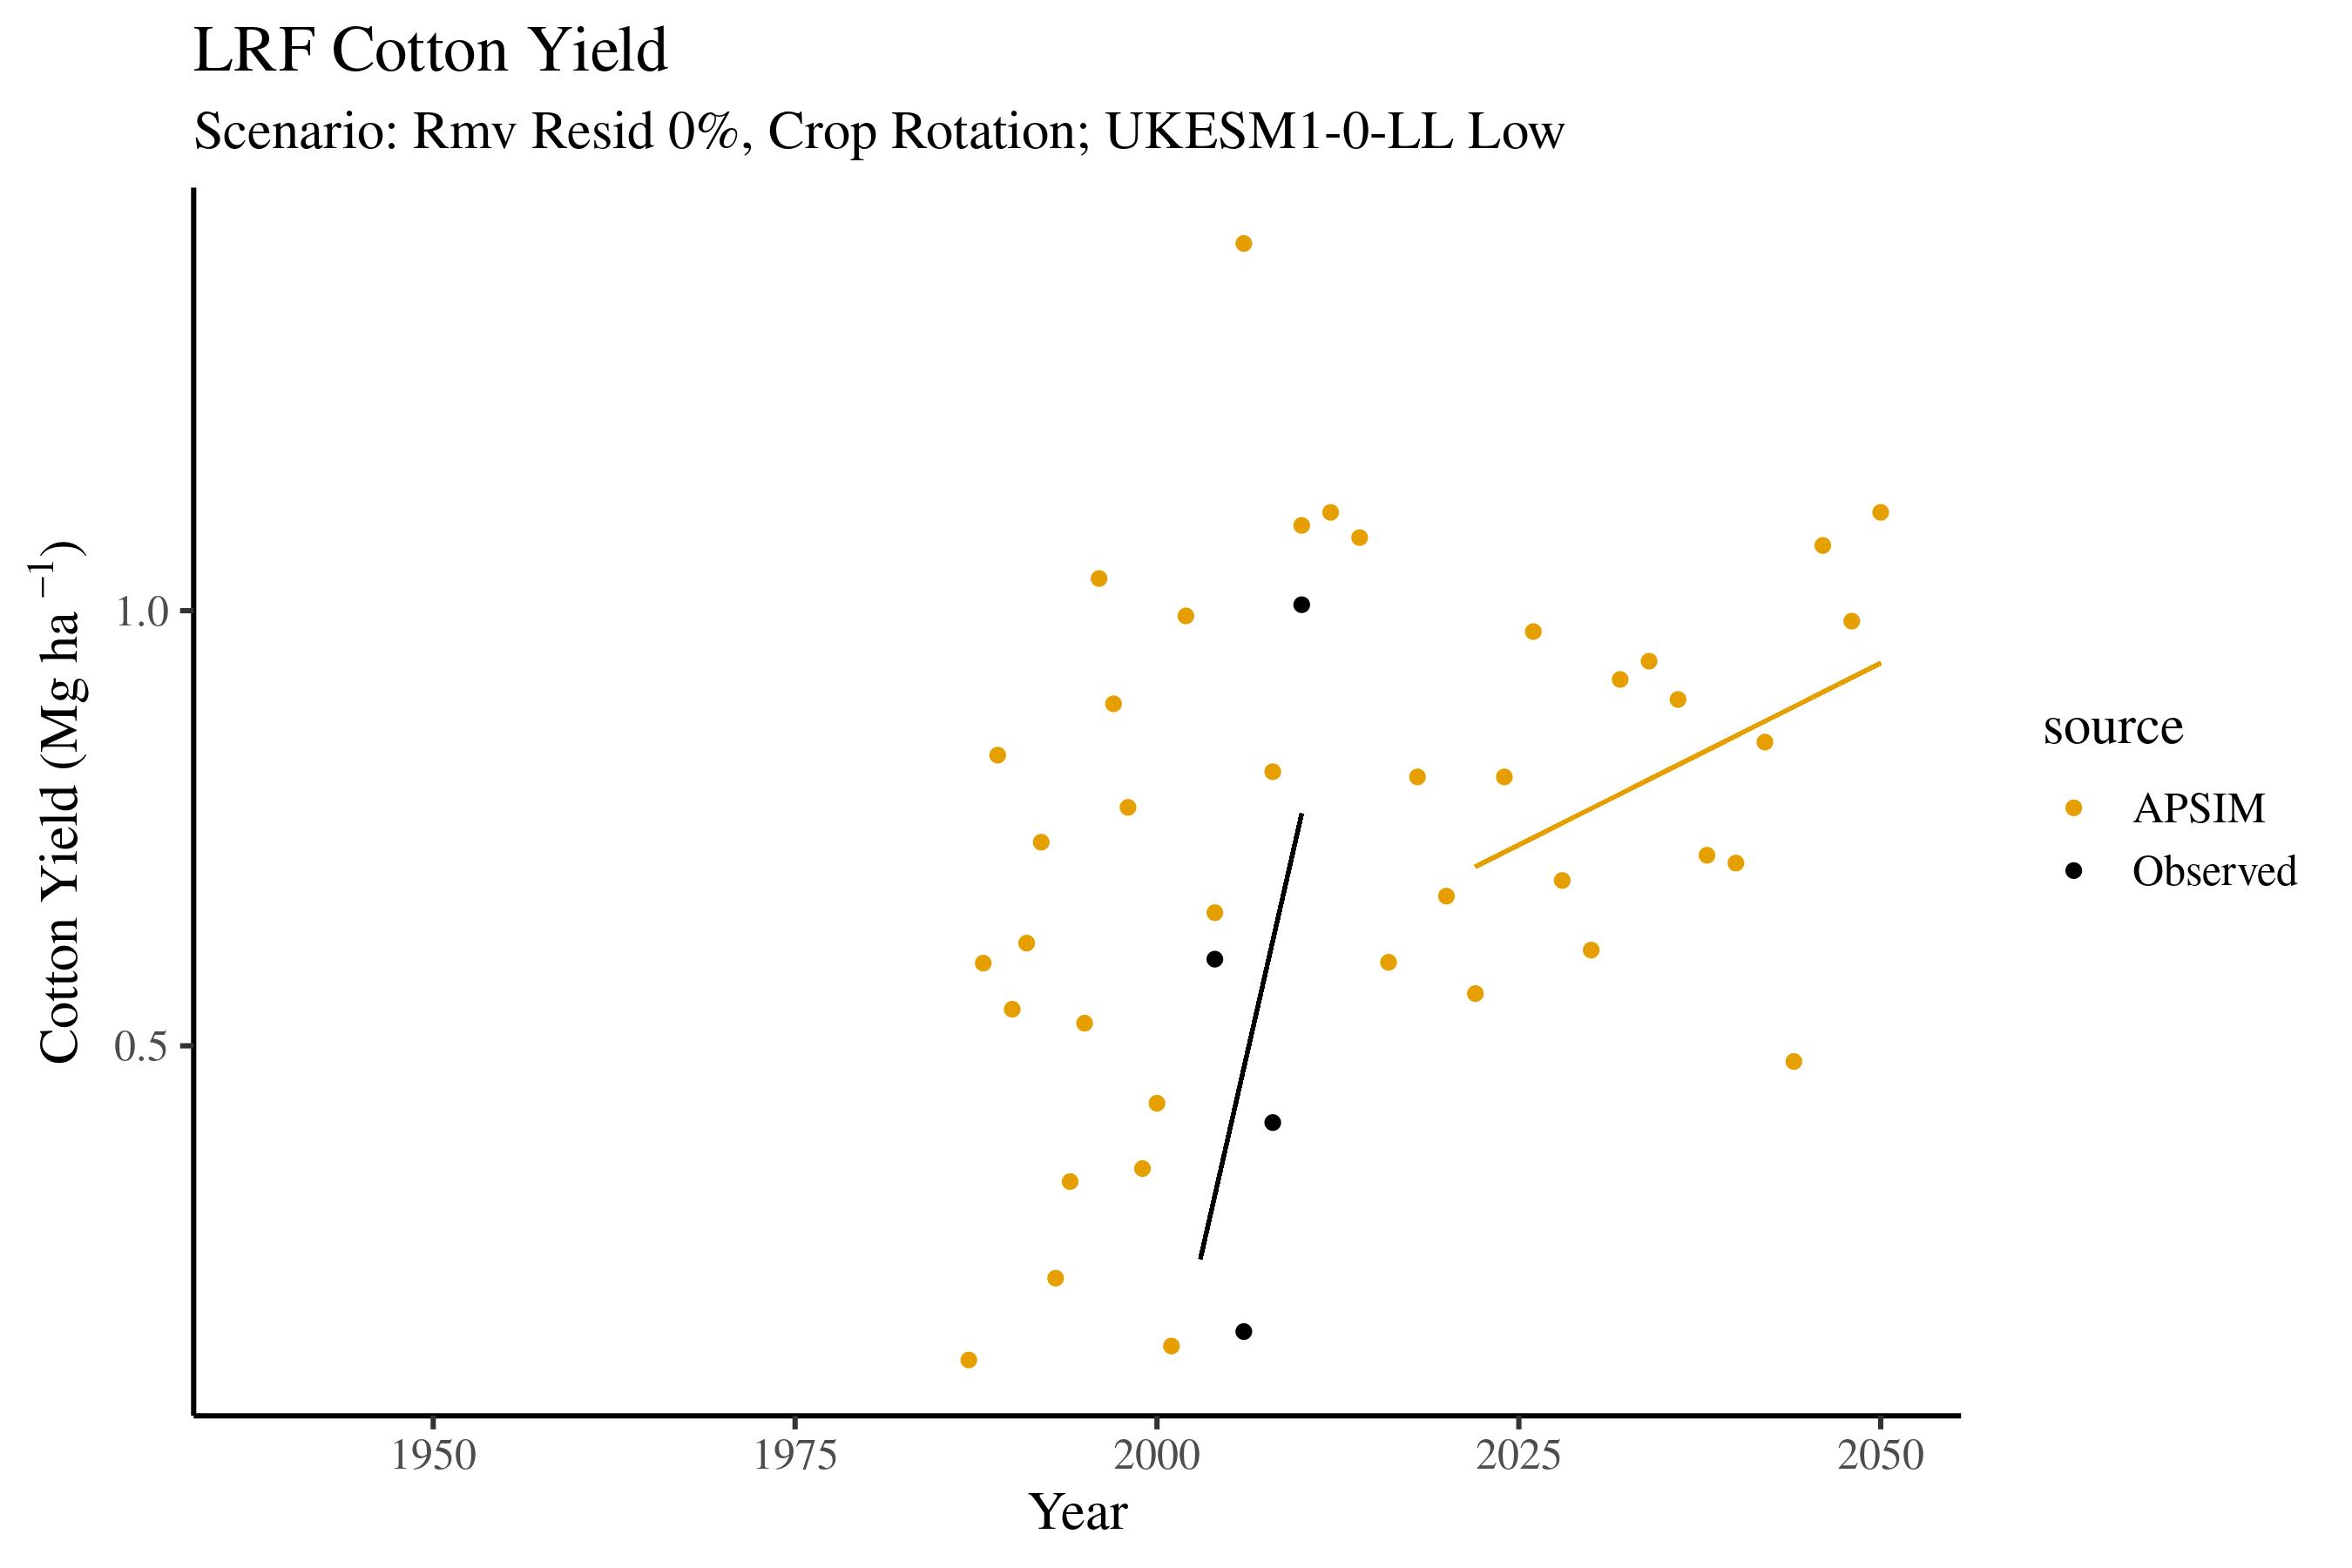 LRF Cotton Yield
Scenario: Rmv Resid 0%, Crop Rotation; UKESM1-0-LL Low
Cotton Yield (Mg ha −1)
1.0
0.5
1950
1975
2000
2025
2050
Year
source
APSIM
Observed